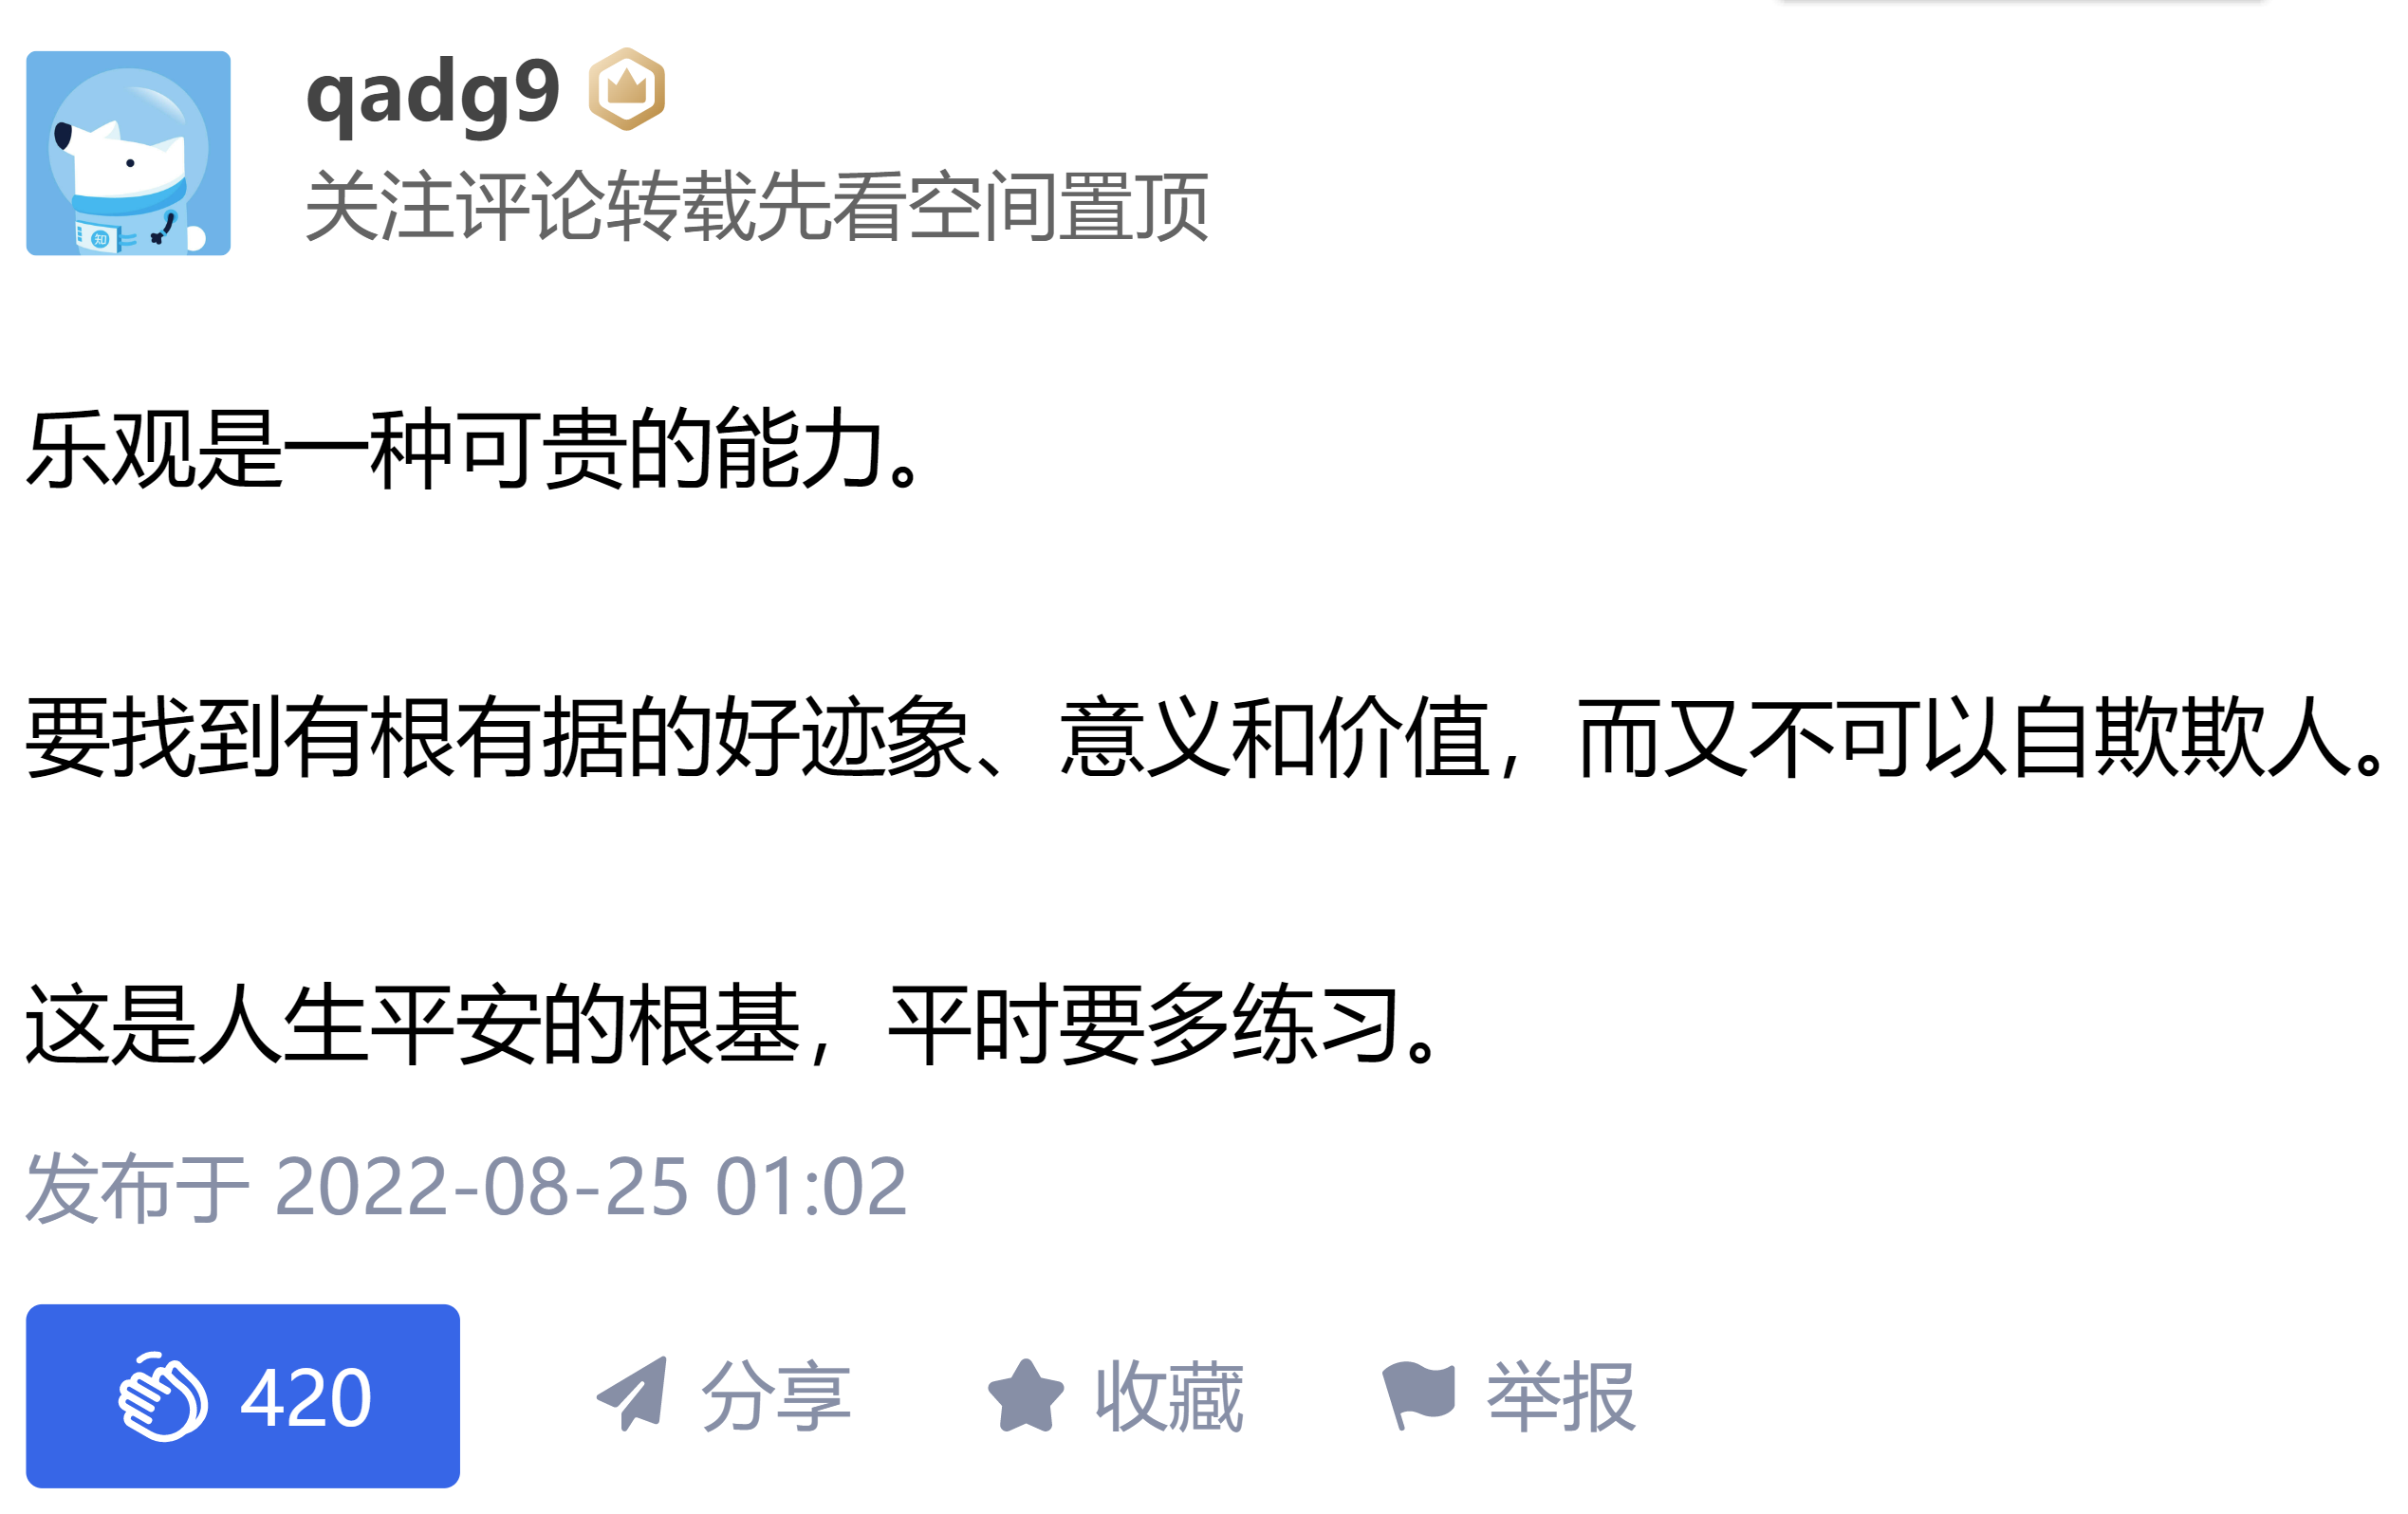 qadg9
关注评论转载先看空间置顶
知
乐观是一种可贵的能力。
要找到有根有据的好迹象、意义和价值，而又不可以自欺欺人。
这是人生平安的根基，平时要多练习。
发布于 2022-08-25 01:02
420 分享 收藏 举报